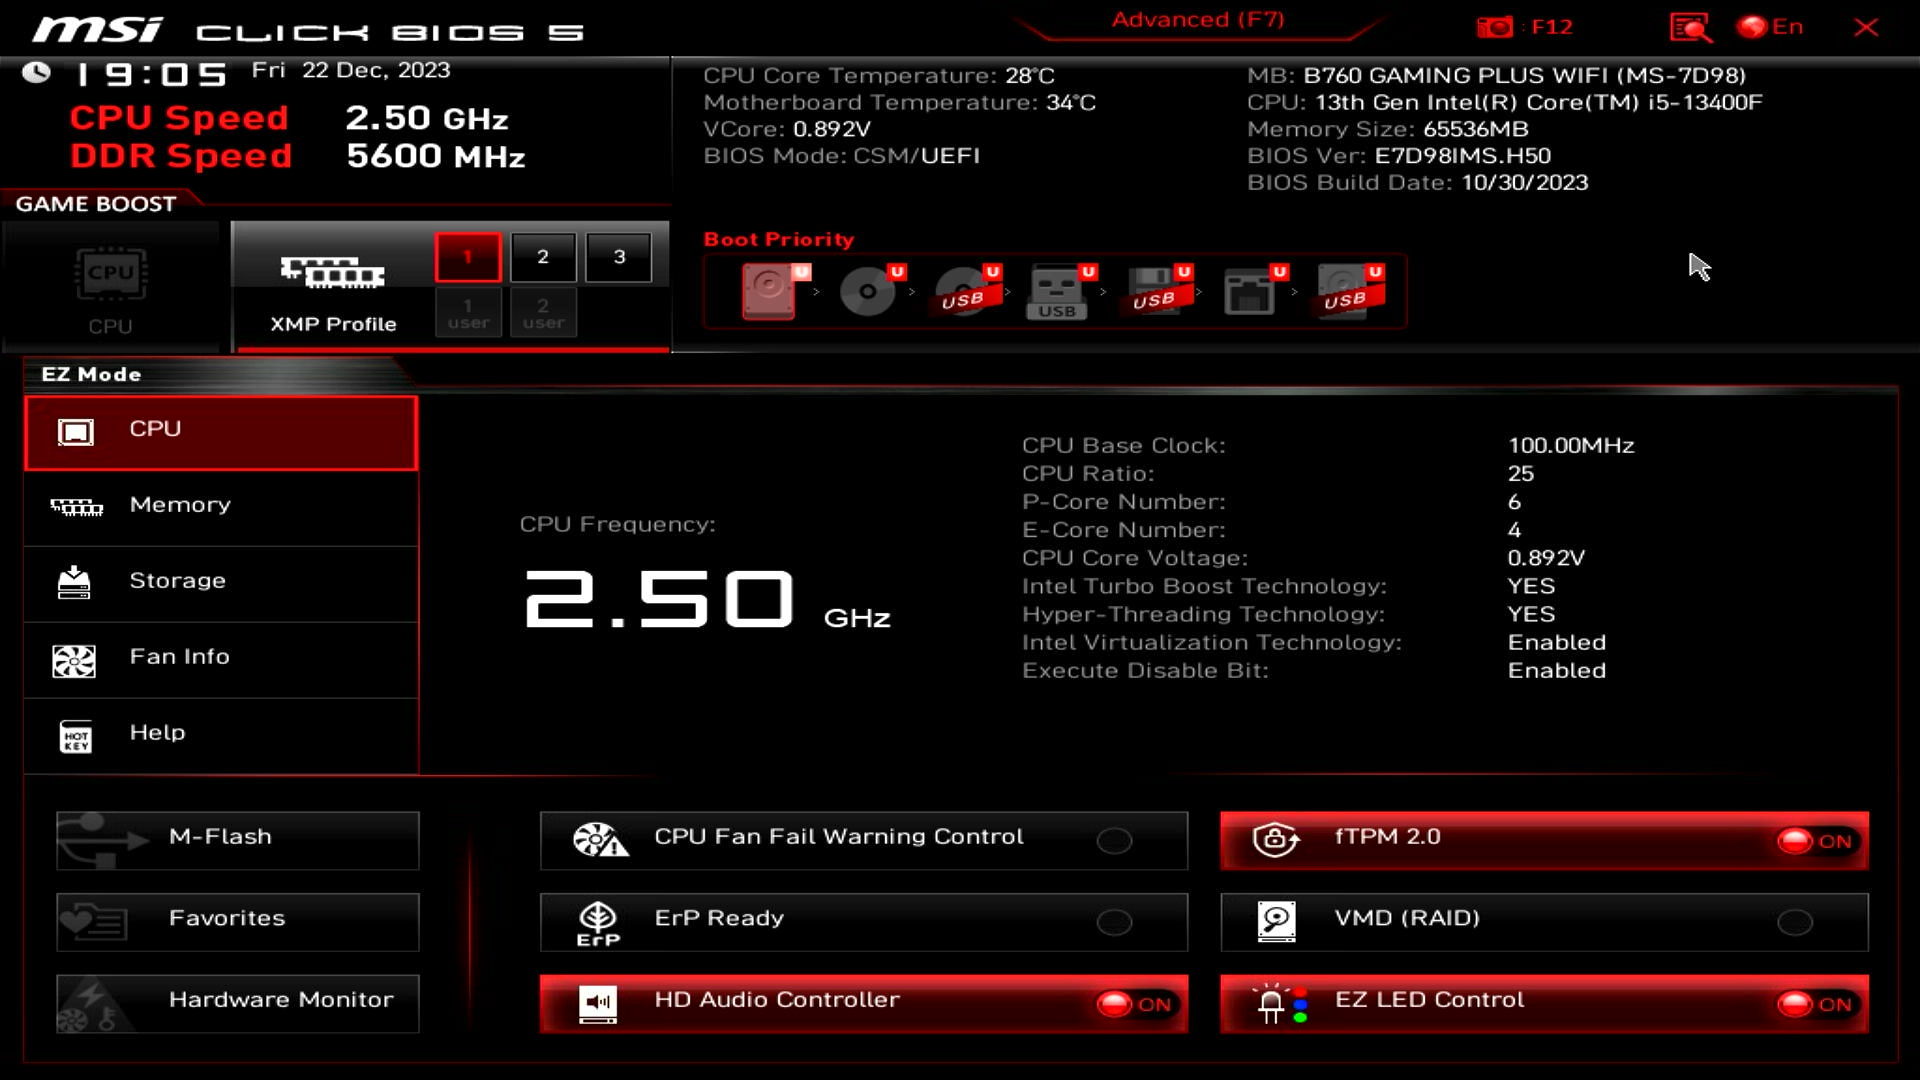 msi CLICK BIOS 5
Advanced (F7)
: F12
En
19:05 Fri 22 Dec, 2023
CPU Speed 2.50 GHz
DDR Speed 5600 MHz
CPU Core Temperature: 28°C
Motherboard Temperature: 34°C
VCore: 0.892V
BIOS Mode: CSM/UEFI
MB: B760 GAMING PLUS WIFI (MS-7D98)
CPU: 13th Gen Intel(R) Core(TM) i5-13400F
Memory Size: 65536MB
BIOS Ver: E7D98IMS.H50
BIOS Build Date: 10/30/2023
GAME BOOST
CPU
CPU
XMP Profile
1 2 3
1 user
2 user
Boot Priority
U U U U U U U
USB USB USB USB
EZ Mode
CPU
Memory
Storage
Fan Info
HOT KEY
Help
CPU Frequency:
2.50 GHz
CPU Base Clock: 100.00MHz
CPU Ratio: 25
P-Core Number: 6
E-Core Number: 4
CPU Core Voltage: 0.892V
Intel Turbo Boost Technology: YES
Hyper-Threading Technology: YES
Intel Virtualization Technology: Enabled
Execute Disable Bit: Enabled
M-Flash
Favorites
Hardware Monitor
CPU Fan Fail Warning Control
ErP
ErP Ready
HD Audio Controller ON
fTPM 2.0 ON
VMD (RAID)
EZ LED Control ON